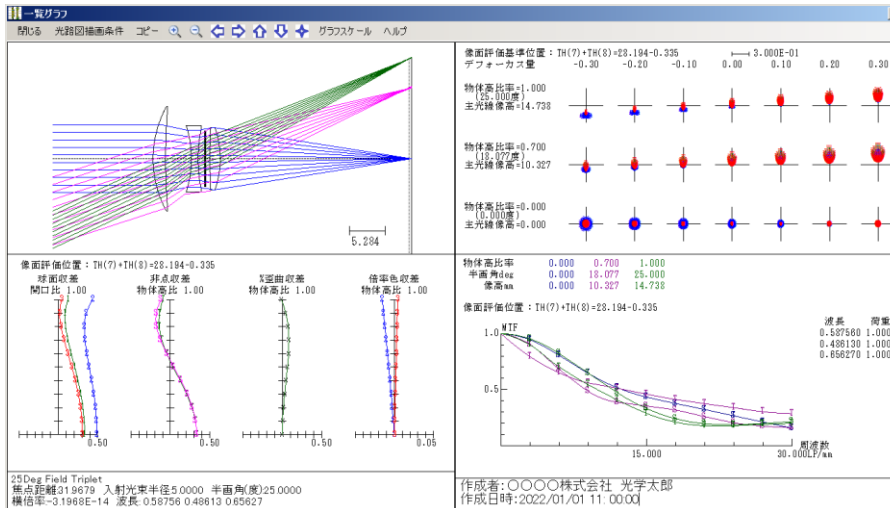 一覧グラフ
閉じる 光路図描画条件 コピー グラフスケール ヘルプ
5.284
像面評価基準位置：TH(7)+TH(8)=28.194-0.335 3.000E-01
デフォーカス量 -0.30 -0.20 -0.10 0.00 0.10 0.20 0.30
物体高比率=1.000
(25.000度)
主光線像高=14.738
物体高比率=0.700
(18.077度)
主光線像高=10.327
物体高比率=0.000
(0.000度)
主光線像高=0.000
像面評価位置：TH(7)+TH(8)=28.194-0.335
球面収差 非点収差 %歪曲収差 倍率色収差
開口比 1.00 物体高比 1.00 物体高比 1.00 物体高比 1.00
0.50 0.50 0.50 0.05
物体高比率 0.000 0.700 1.000
半画角deg 0.000 18.077 25.000
像高mm 0.000 10.327 14.738
像面評価位置：TH(7)+TH(8)=28.194-0.335
波長 荷重
0.587560 1.000
0.486130 1.000
0.656270 1.000
MTF
1.0
0.5
周波数
15.000 30.000LP/mm
25Deg Field Triplet
焦点距離:31.9679 入射光束半径:5.0000 半画角(度):25.0000
横倍率:-3.1968E-14 波長: 0.58756 0.48613 0.65627
作成者:〇〇〇〇株式会社 光学太郎
作成日時:2022/01/01 11:00:00